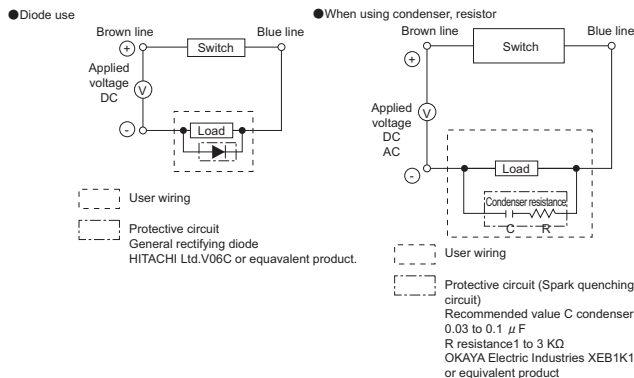 ●Diode use
Brown line
Blue line
Switch
+
Applied
voltage
DC
V
-
Load
User wiring
Protective circuit
General rectifying diode
HITACHI Ltd.V06C or equavalent product.
●When using condenser, resistor
Brown line
Blue line
Switch
+
Applied
voltage
DC
AC
V
-
Load
Condenser resistance
C R
User wiring
Protective circuit (Spark quenching
circuit)
Recommended value C condenser
0.03 to 0.1 μ F
R resistance1 to 3 KΩ
OKAYA Electric Industries XEB1K1
or equivalent product